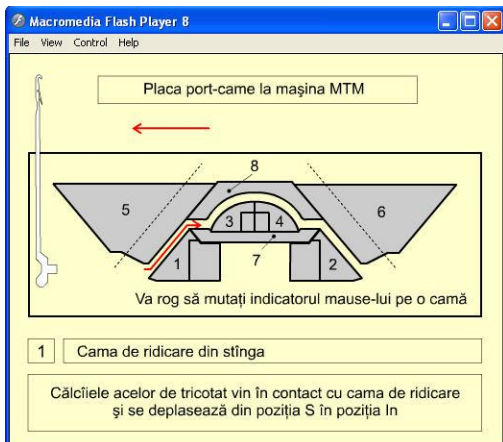 Macromedia Flash Player 8
File View Control Help
Placa port-came la maşina MTM
8
5
6
3 4
1
7
2
Va rog să mutaţi indicatorul mause-lui pe o camă
1 Cama de ridicare din stînga
Călcîiele acelor de tricotat vin în contact cu cama de ridicare
şi se deplasează din poziţia S în poziţia In